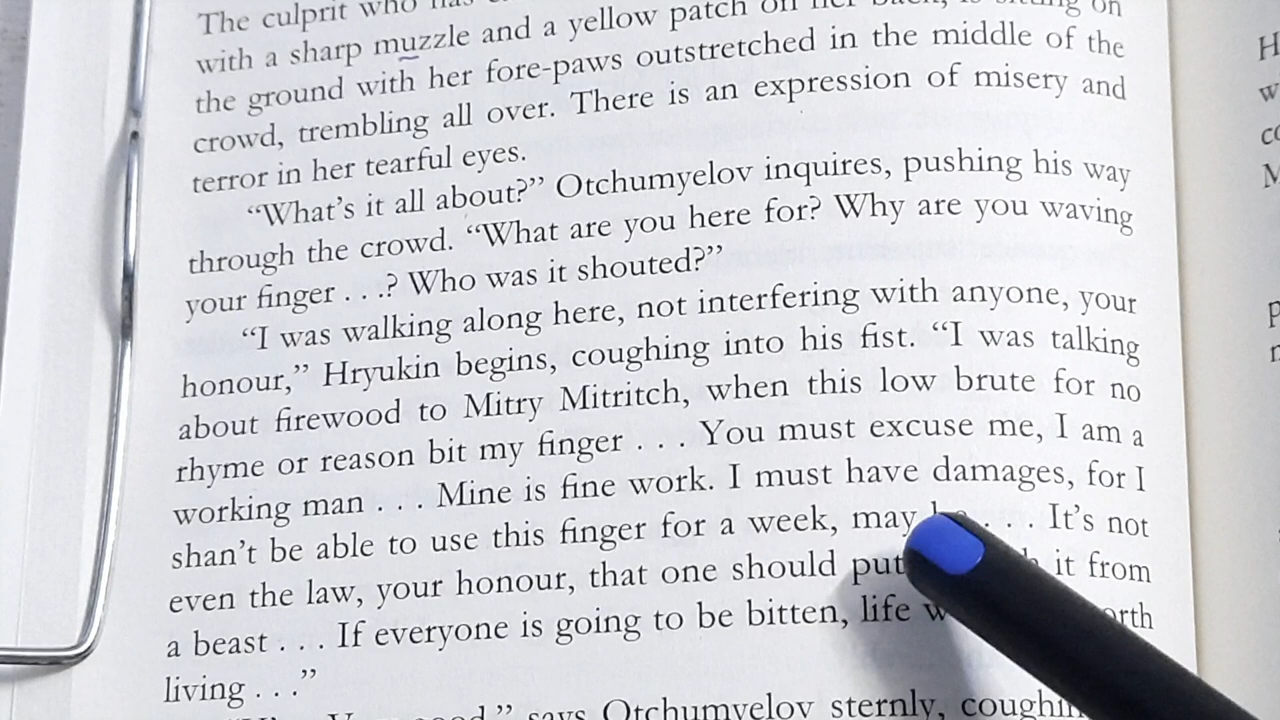 The culprit who has
with a sharp muzzle and a yellow patch on her back, is sitting on
the ground with her fore-paws outstretched in the middle of the
crowd, trembling all over. There is an expression of misery and
terror in her tearful eyes.
“What’s it all about?” Otchumyelov inquires, pushing his way
through the crowd. “What are you here for? Why are you waving
your finger . . .? Who was it shouted?”
“I was walking along here, not interfering with anyone, your
honour,” Hryukin begins, coughing into his fist. “I was talking
about firewood to Mitry Mitritch, when this low brute for no
rhyme or reason bit my finger . . . You must excuse me, I am a
working man . . . Mine is fine work. I must have damages, for I
shan’t be able to use this finger for a week, may . . . It’s not
even the law, your honour, that one should put it from
a beast . . . If everyone is going to be bitten, life
living . . .”
says Otchumyelov sternly,